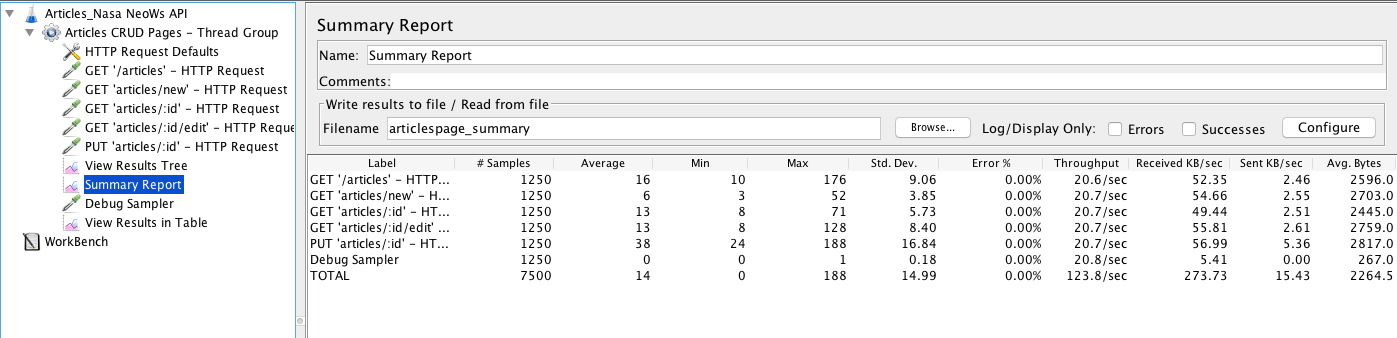 Articles_Nasa NeoWs API
Articles CRUD Pages - Thread Group
HTTP Request Defaults
GET '/articles' - HTTP Request
GET 'articles/new' - HTTP Request
GET 'articles/:id' - HTTP Request
GET 'articles/:id/edit' - HTTP Reque
PUT 'articles/:id' - HTTP Request
View Results Tree
Summary Report
Debug Sampler
View Results in Table
WorkBench
Summary Report
Name: Summary Report
Comments:
Write results to file / Read from file
Filename articlespage_summary Browse... Log/Display Only: Errors Successes Configure
Label # Samples Average Min Max Std. Dev. Error % Throughput Received KB/sec Sent KB/sec Avg. Bytes
GET '/articles' - HTTP... 1250 16 10 176 9.06 0.00% 20.6/sec 52.35 2.46 2596.0
GET 'articles/new' - H... 1250 6 3 52 3.85 0.00% 20.7/sec 54.66 2.55 2703.0
GET 'articles/:id' - HT... 1250 13 8 71 5.73 0.00% 20.7/sec 49.44 2.51 2445.0
GET 'articles/:id/edit' ... 1250 13 8 128 8.40 0.00% 20.7/sec 55.81 2.61 2759.0
PUT 'articles/:id' - HT... 1250 38 24 188 16.84 0.00% 20.7/sec 56.99 5.36 2817.0
Debug Sampler 1250 0 0 1 0.18 0.00% 20.8/sec 5.41 0.00 267.0
TOTAL 7500 14 0 188 14.99 0.00% 123.8/sec 273.73 15.43 2264.5